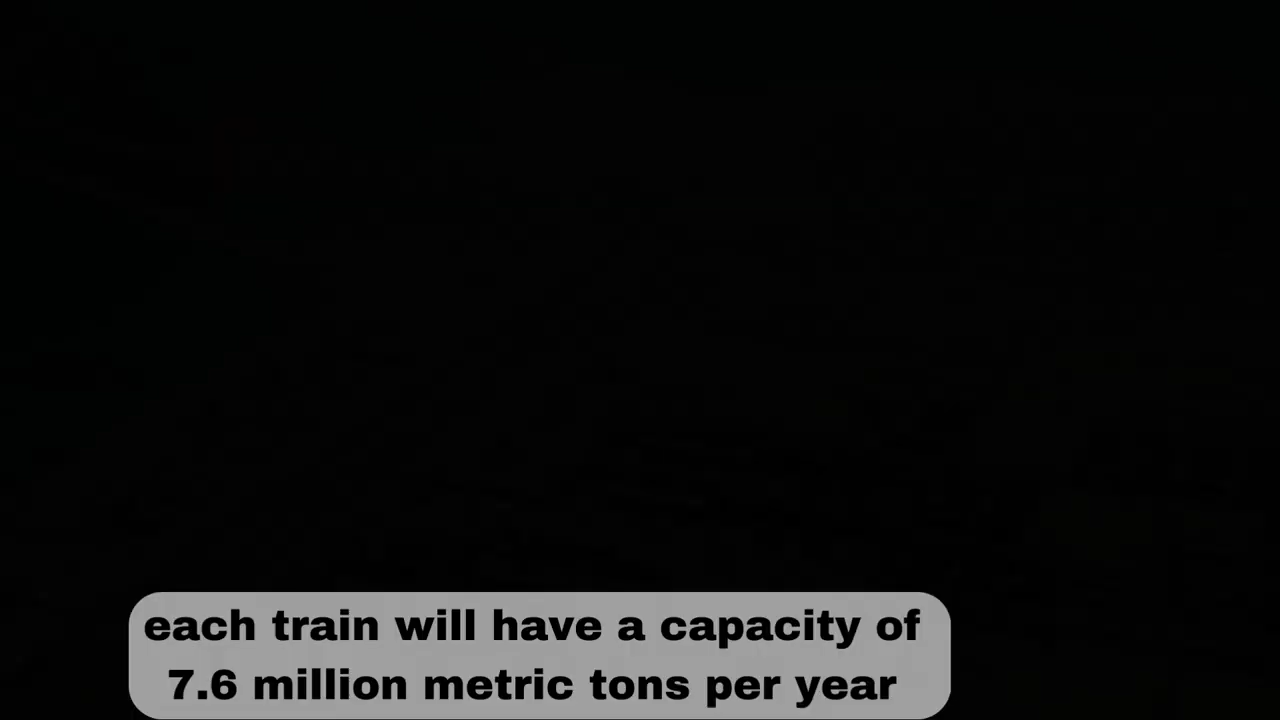 each train will have a capacity of
7.6 million metric tons per year